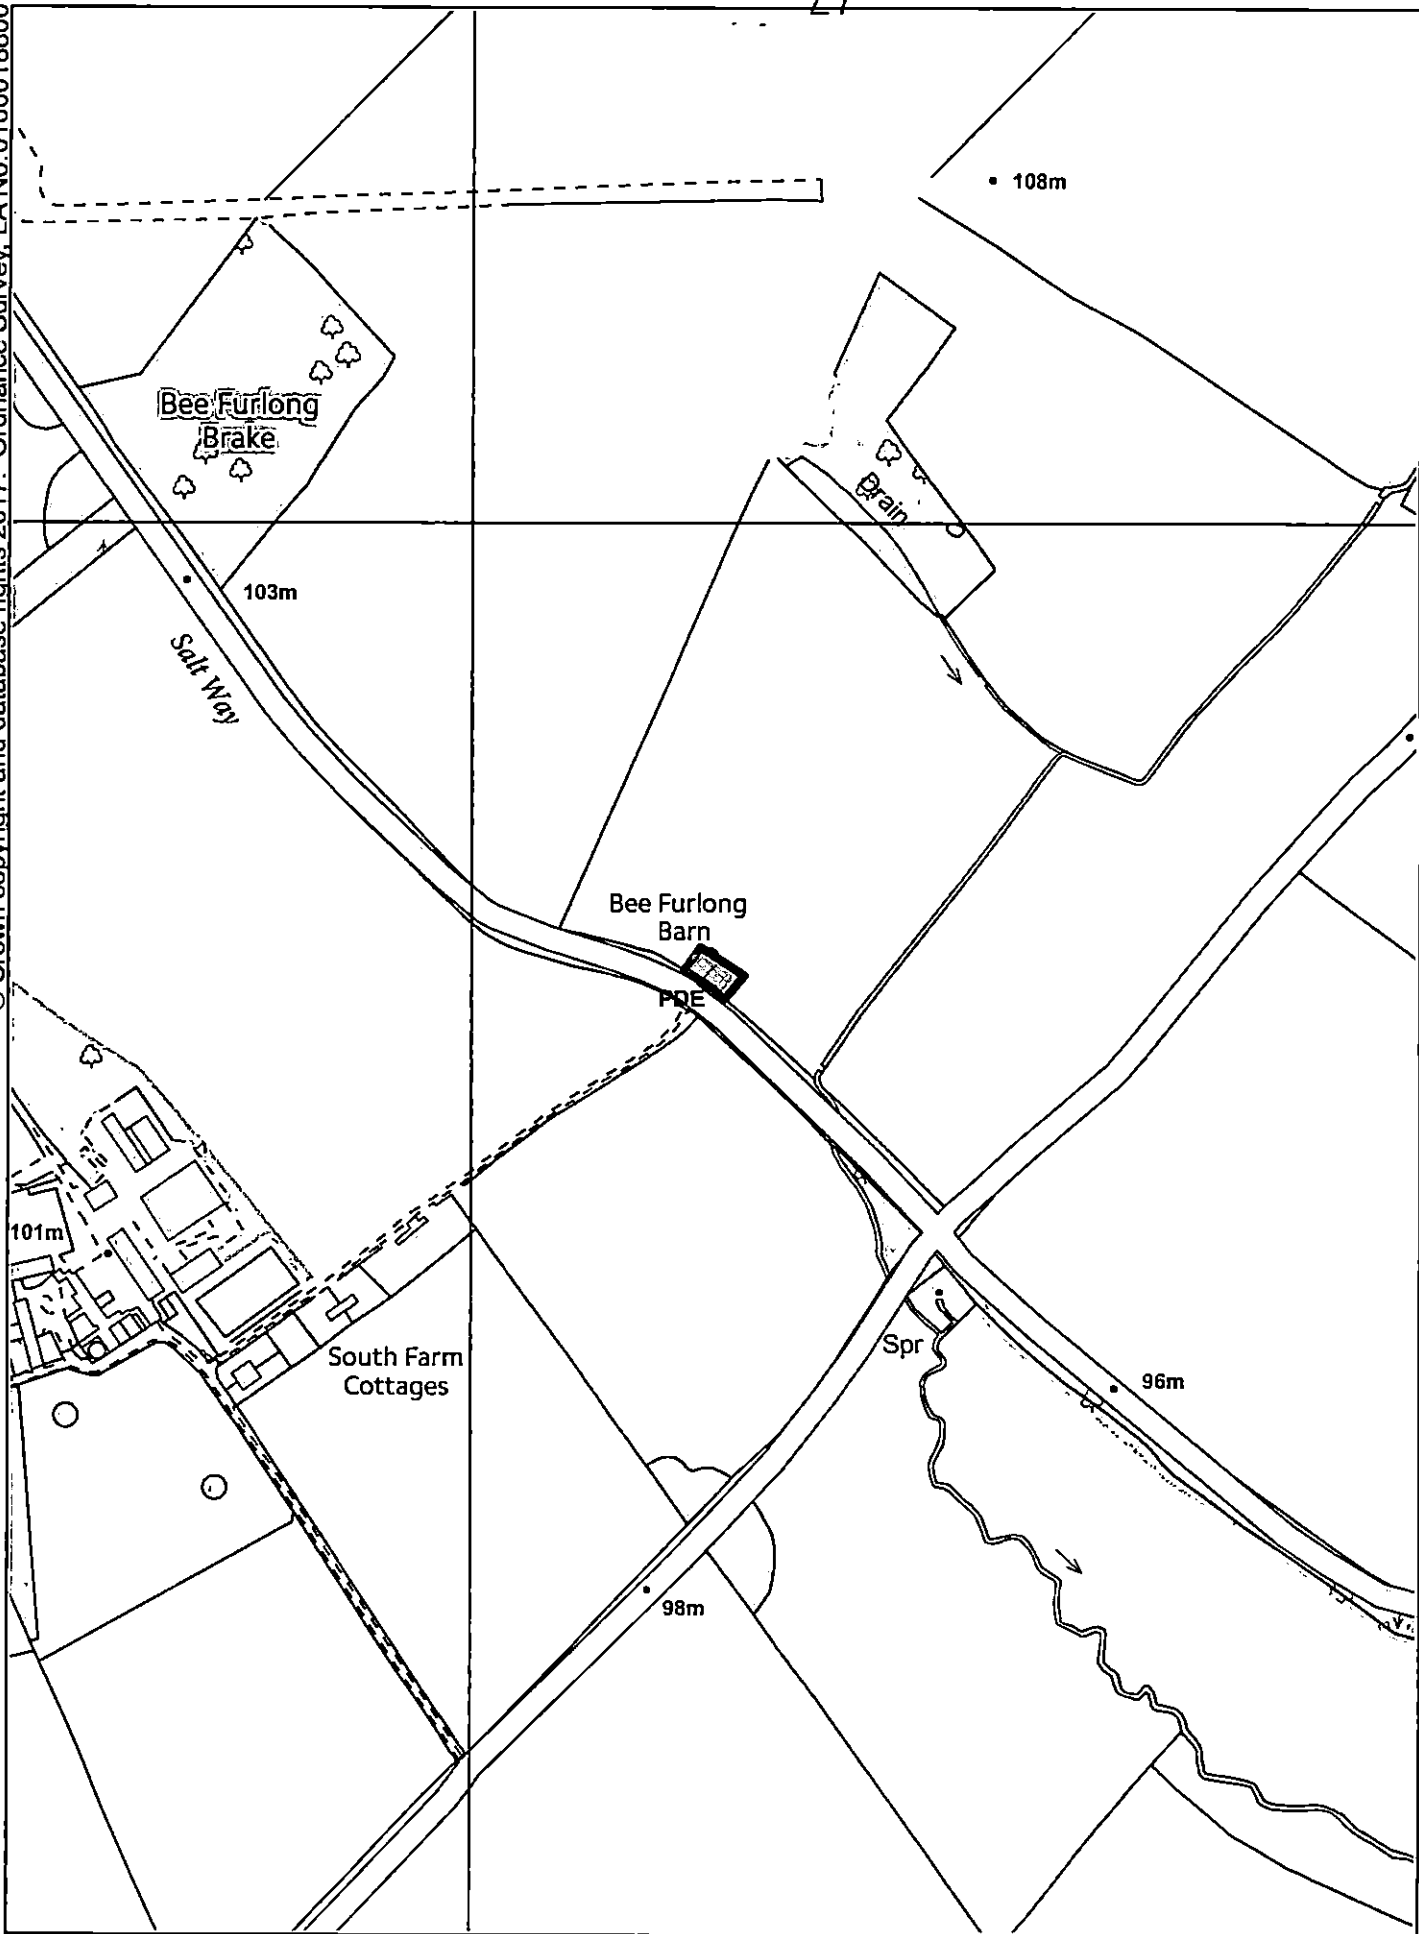 108m
Bee Furlong
Brake
Drain
103m
Salt Way
Bee Furlong
Barn
PDE
101m
South Farm
Cottages
Spr
96m
98m